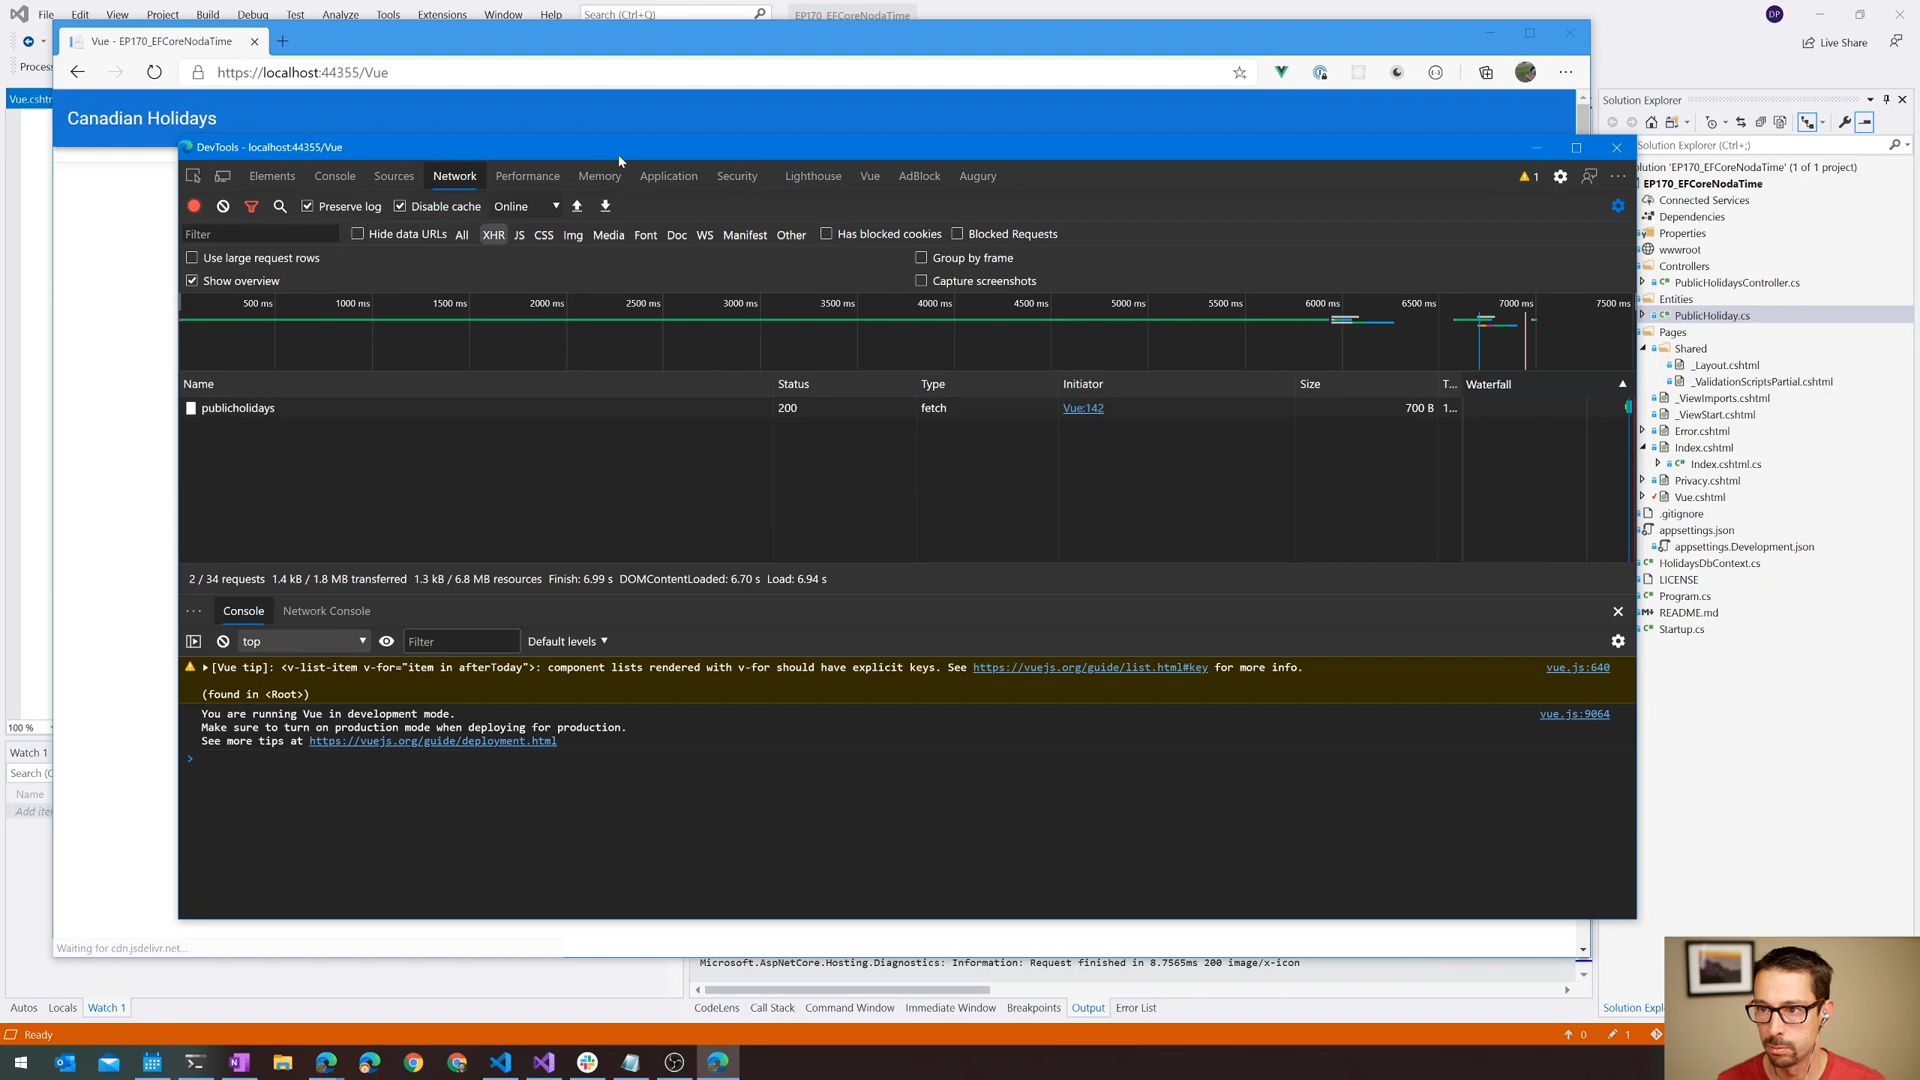 File Edit View Project Build Debug Test Analyze Tools Extensions Window Help Search (Ctrl+Q) EP170_EFCoreNodaTime DP
Vue - EP170_EFCoreNodaTime
Live Share
https://localhost:44355/Vue
Canadian Holidays
DevTools - localhost:44355/Vue
Elements Console Sources Network Performance Memory Application Security Lighthouse Vue AdBlock Augury 1
Preserve log Disable cache Online
Filter Hide data URLs All XHR JS CSS Img Media Font Doc WS Manifest Other Has blocked cookies Blocked Requests
Use large request rows Group by frame
Show overview Capture screenshots
500 ms 1000 ms 1500 ms 2000 ms 2500 ms 3000 ms 3500 ms 4000 ms 4500 ms 5000 ms 5500 ms 6000 ms 6500 ms 7000 ms 7500 ms
Name Status Type Initiator Size T... Waterfall
publicholidays 200 fetch Vue:142 700 B 1...
2 / 34 requests 1.4 kB / 1.8 MB transferred 1.3 kB / 6.8 MB resources Finish: 6.99 s DOMContentLoaded: 6.70 s Load: 6.94 s
Console Network Console
top Filter Default levels
[Vue tip]: <v-list-item v-for="item in afterToday">: component lists rendered with v-for should have explicit keys. See https://vuejs.org/guide/list.html#key for more info. vue.js:640
(found in <Root>)
You are running Vue in development mode. vue.js:9064
Make sure to turn on production mode when deploying for production.
See more tips at https://vuejs.org/guide/deployment.html
Waiting for cdn.jsdelivr.net...
Solution Explorer
Solution Explorer (Ctrl+;)
'EP170_EFCoreNodaTime' (1 of 1 project)
EP170_EFCoreNodaTime
Connected Services
Dependencies
Properties
wwwroot
Controllers
PublicHolidaysController.cs
Entities
PublicHoliday.cs
Pages
Shared
_Layout.cshtml
_ValidationScriptsPartial.cshtml
_ViewImports.cshtml
_ViewStart.cshtml
Error.cshtml
Index.cshtml
Index.cshtml.cs
Privacy.cshtml
Vue.cshtml
.gitignore
appsettings.json
appsettings.Development.json
HolidaysDbContext.cs
LICENSE
Program.cs
README.md
Startup.cs
100 %
Watch 1
Name
Microsoft.AspNetCore.Hosting.Diagnostics: Information: Request finished in 8.7565ms 200 image/x-icon
Autos Locals Watch 1 CodeLens Call Stack Command Window Immediate Window Breakpoints Output Error List
Ready 0 1